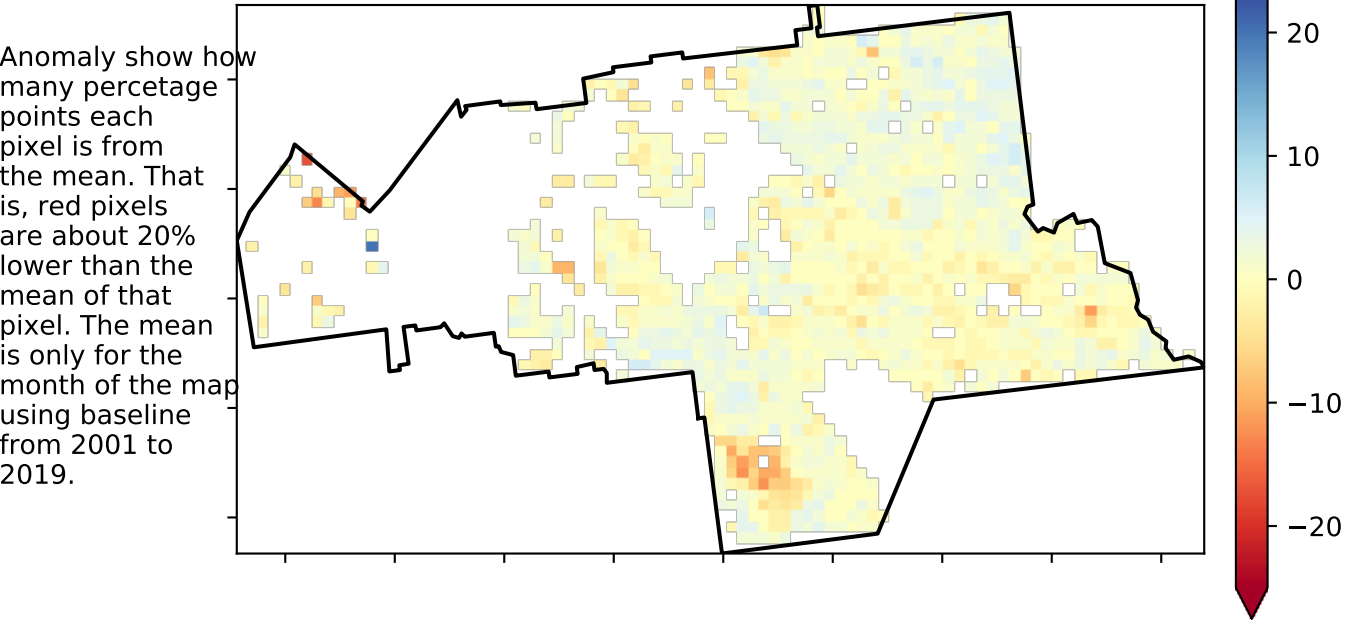 Anomaly show how
many percetage
points each
pixel is from
the mean. That
is, red pixels
are about 20%
lower than the
mean of that
pixel. The mean
is only for the
month of the map
using baseline
from 2001 to
2019.
20
10
0
−10
−20